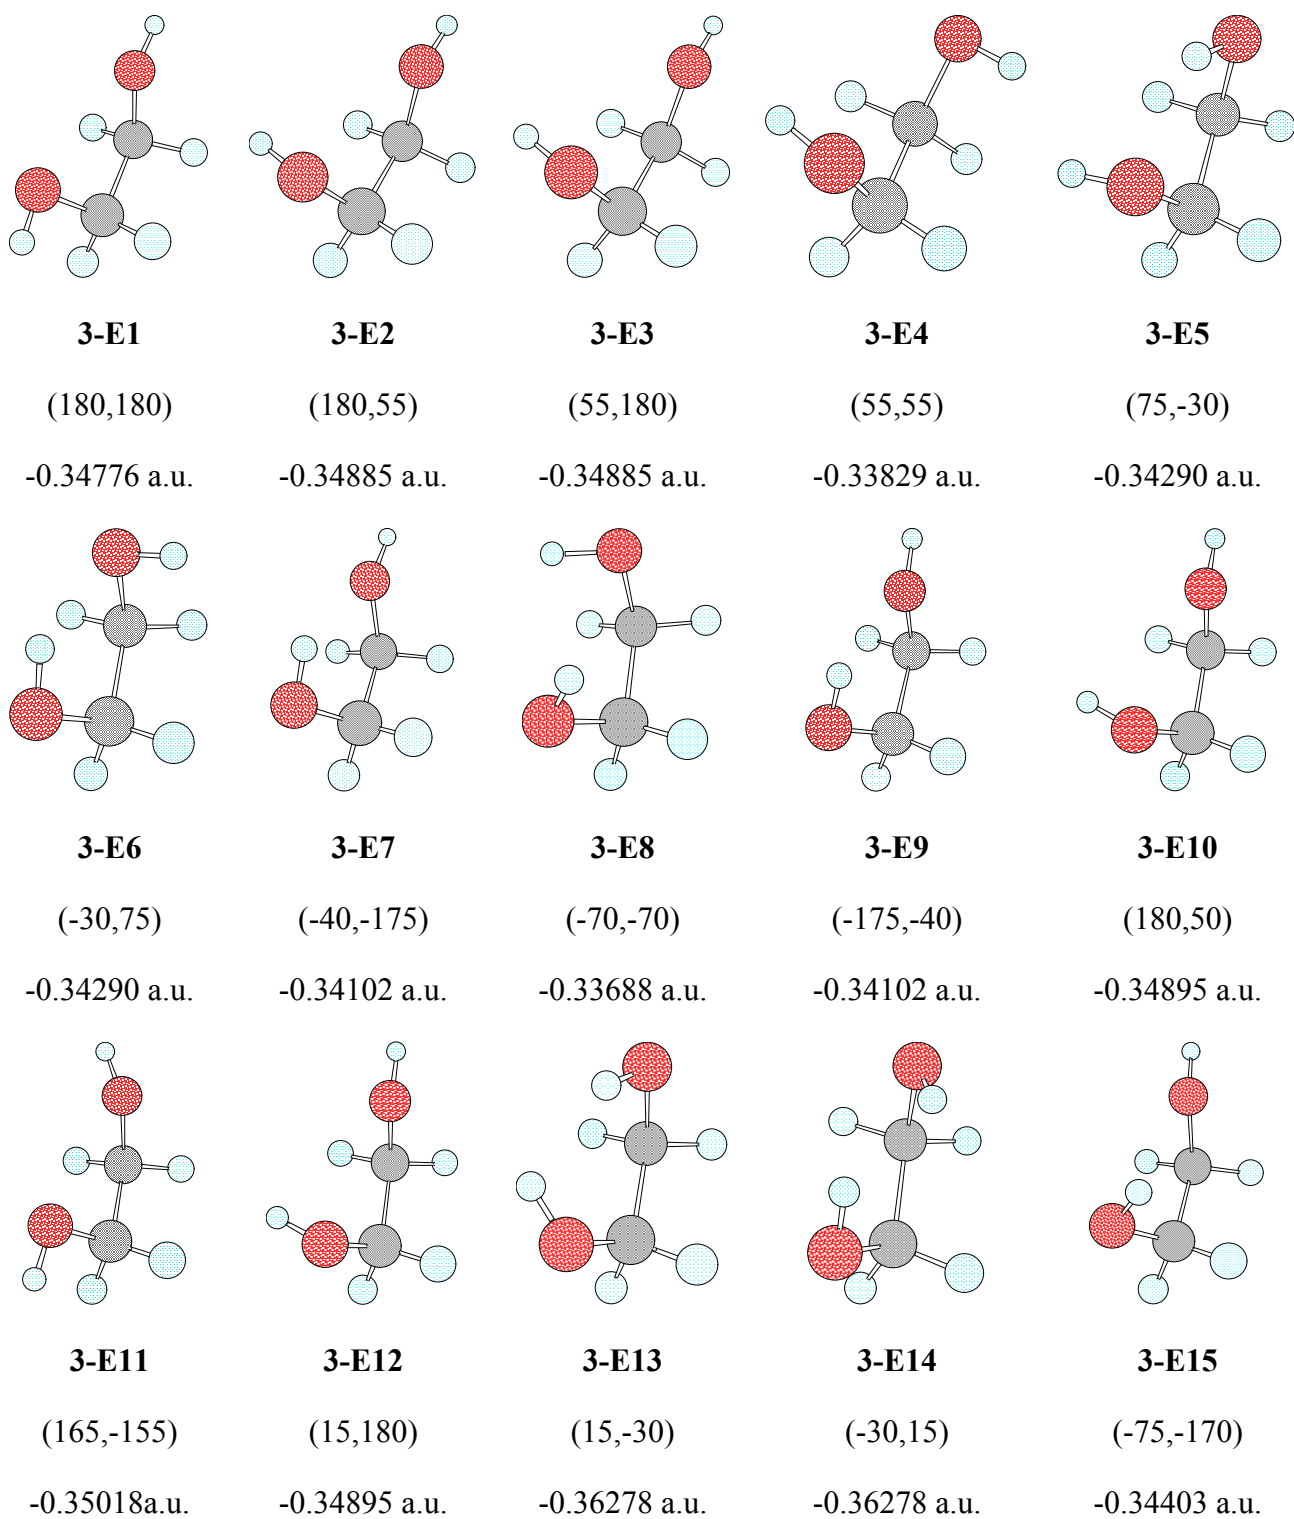 3-E1 3-E2 3-E3 3-E4 3-E5
(180,180) (180,55) (55,180) (55,55) (75,-30)
-0.34776 a.u. -0.34885 a.u. -0.34885 a.u. -0.33829 a.u. -0.34290 a.u.
3-E6 3-E7 3-E8 3-E9 3-E10
(-30,75) (-40,-175) (-70,-70) (-175,-40) (180,50)
-0.34290 a.u. -0.34102 a.u. -0.33688 a.u. -0.34102 a.u. -0.34895 a.u.
3-E11 3-E12 3-E13 3-E14 3-E15
(165,-155) (15,180) (15,-30) (-30,15) (-75,-170)
-0.35018a.u. -0.34895 a.u. -0.36278 a.u. -0.36278 a.u. -0.34403 a.u.